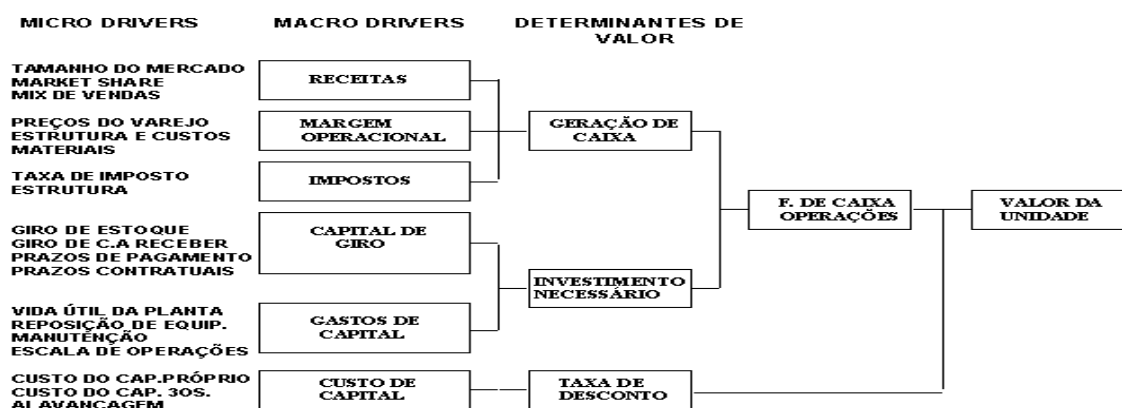 MICRO DRIVERS
MACRO DRIVERS
DETERMINANTES DE
VALOR
TAMANHO DO MERCADO
MARKET SHARE
MIX DE VENDAS
RECEITAS
PREÇOS DO VAREJO
ESTRUTURA E CUSTOS
MATERIAIS
MARGEM
OPERACIONAL
GERAÇÃO DE
CAIXA
TAXA DE IMPOSTO
ESTRUTURA
IMPOSTOS
F. DE CAIXA
OPERAÇÕES
VALOR DA
UNIDADE
GIRO DE ESTOQUE
GIRO DE C.A RECEBER
PRAZOS DE PAGAMENTO
PRAZOS CONTRATUAIS
CAPITAL DE
GIRO
INVESTIMENTO
NECESSÁRIO
VIDA ÚTIL DA PLANTA
REPOSIÇÃO DE EQUIP.
MANUTENÇÃO
ESCALA DE OPERAÇÕES
GASTOS DE
CAPITAL
CUSTO DO CAP.PRÓPRIO
CUSTO DO CAP. 3OS.
ALAVANCAGEM
CUSTO DE
CAPITAL
TAXA DE
DESCONTO